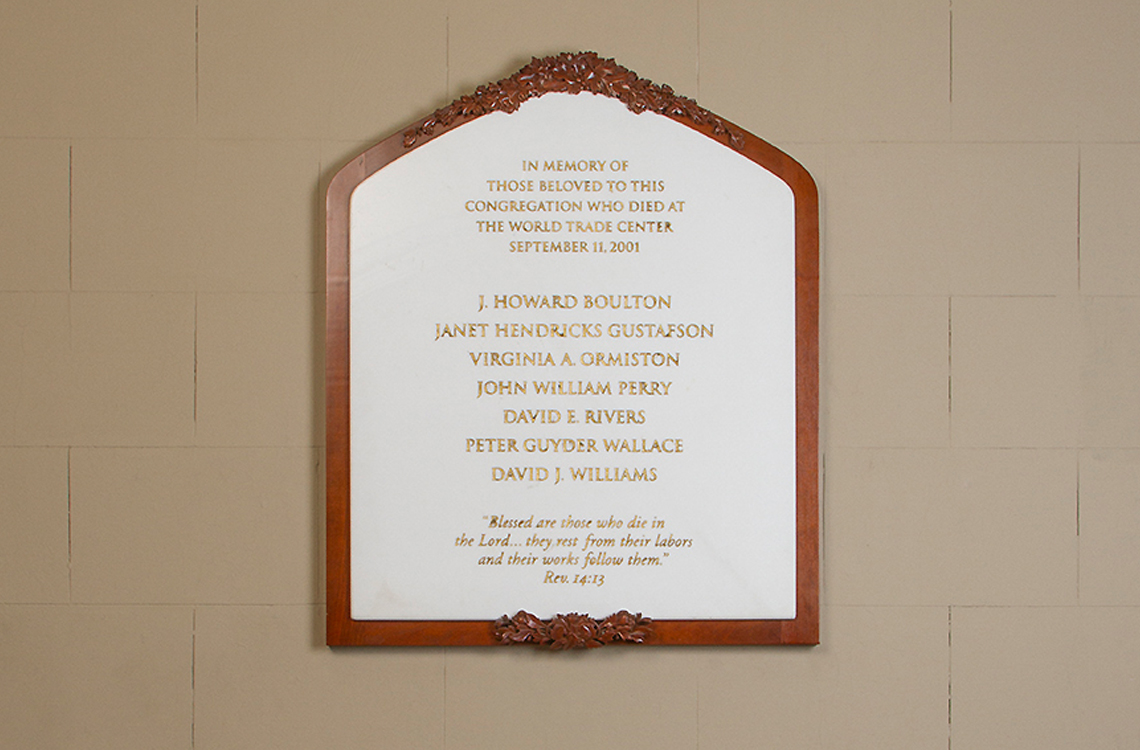 IN MEMORY OF
THOSE BELOVED TO THIS
CONGREGATION WHO DIED AT
THE WORLD TRADE CENTER
SEPTEMBER 11, 2001
J. HOWARD BOULTON
JANET HENDRICKS GUSTAFSON
VIRGINIA A. ORMISTON
JOHN WILLIAM PERRY
DAVID E. RIVERS
PETER GUYDER WALLACE
DAVID J. WILLIAMS
“Blessed are those who die in
the Lord... they rest from their labors
and their works follow them.”
Rev. 14:13